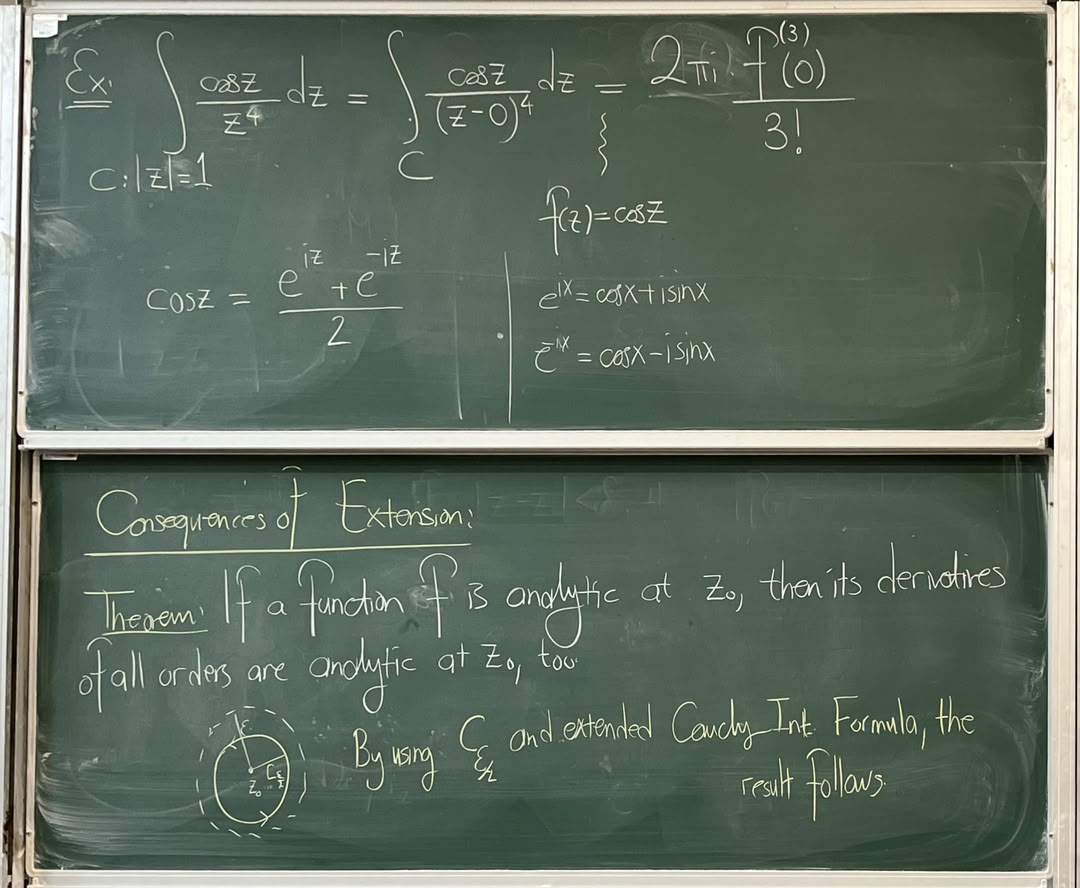 Ex: ∫ cosz/z⁴ dz = ∫ cosz/(z-0)⁴ dz = 2πi f⁽³⁾(0)/3!
C:|z|=1 C
f(z)=cosz
cosz = (e^{iz} + e^{-iz})/2
e^{ix} = cosx+isinx
e^{-ix} = cosx-isinx
Consequences of Extension:
Theorem: If a function f is analytic at z₀, then its derivatives
of all orders are analytic at z₀, too.
ε
C_{ε/2}
z₀
By using C_{ε/2} and extended Cauchy Int. Formula, the
result follows.